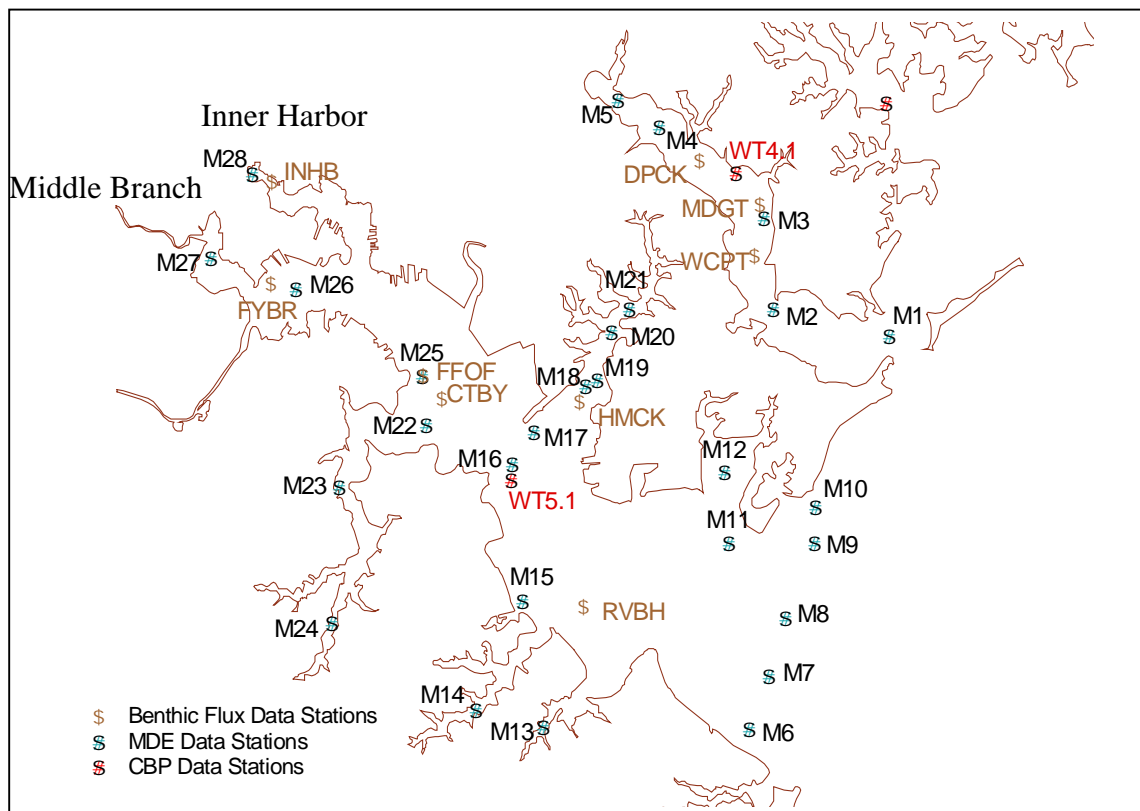 M5
M4
Inner Harbor
WT4.1
M28
INHB
DPCK
Middle Branch
MDGT
M3
M27
WCPT
M26
M21
FYBR
M2
M1
M20
M25
FFOF
M19
M18
CTBY
HMCK
M22
M17
M12
M16
M23
WT5.1
M10
M11
M9
M15
RVBH
M8
M24
M7
M14
M13
M6
$ Benthic Flux Data Stations
S MDE Data Stations
S CBP Data Stations